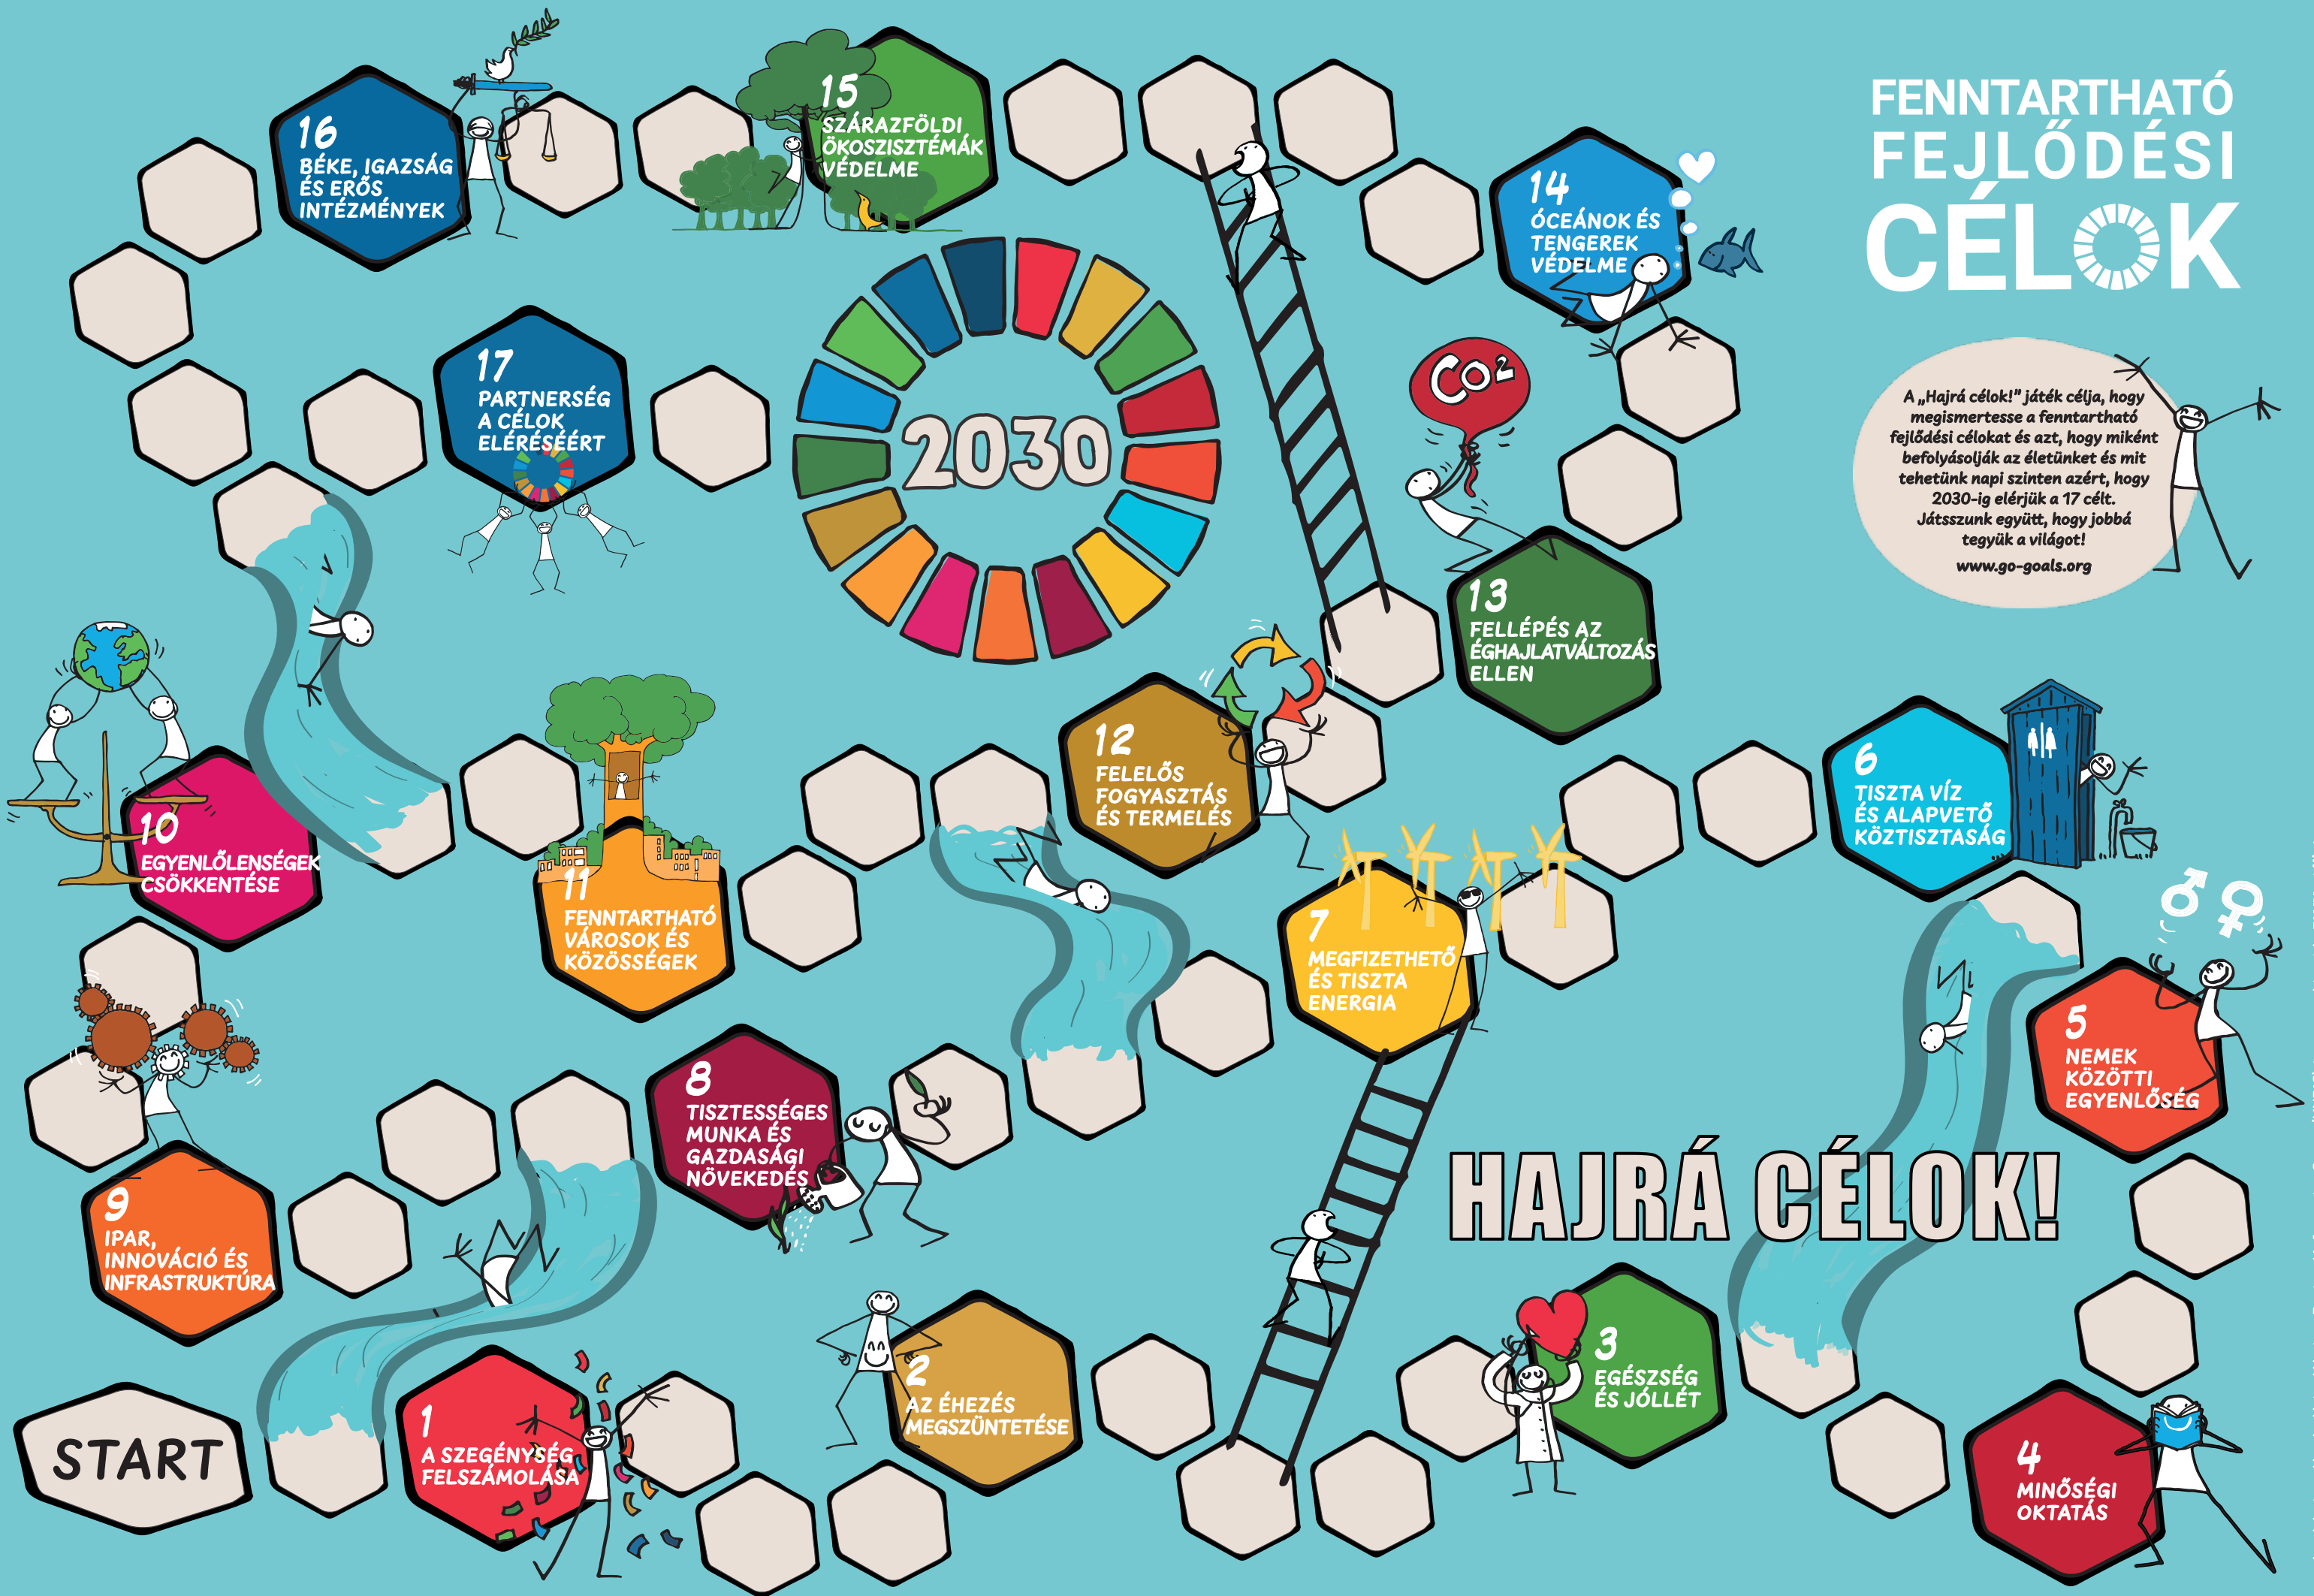 FENNTARTHATÓ
FEJLŐDÉSI
CÉLOK
A „Hajrá célok!” játék célja, hogy
megismertesse a fenntartható
fejlődési célokat és azt, hogy miként
befolyásolják az életünket és mit
tehetünk napi szinten azért, hogy
2030-ig elérjük a 17 célt.
Játsszunk együtt, hogy jobbá
tegyük a világot!
www.go-goals.org
16
BÉKE, IGAZSÁG
ÉS ERŐS
INTÉZMÉNYEK
15
SZÁRAZFÖLDI
ÖKOSZISZTÉMÁK
VÉDELME
14
ÓCEÁNOK ÉS
TENGEREK
VÉDELME
17
PARTNERSÉG
A CÉLOK
ELÉRÉSÉÉRT
2030
CO²
13
FELLÉPÉS AZ
ÉGHAJLATVÁLTOZÁS
ELLEN
12
FELELŐS
FOGYASZTÁS
ÉS TERMELÉS
6
TISZTA VÍZ
ÉS ALAPVETŐ
KÖZTISZTASÁG
10
EGYENLŐLENSÉGEK
CSÖKKENTÉSE
11
FENNTARTHATÓ
VÁROSOK ÉS
KÖZÖSSÉGEK
7
MEGFIZETHETŐ
ÉS TISZTA
ENERGIA
5
NEMEK
KÖZÖTTI
EGYENLŐSÉG
8
TISZTESSÉGES
MUNKA ÉS
GAZDASÁGI
NÖVEKEDÉS
HAJRÁ CÉLOK!
9
IPAR,
INNOVÁCIÓ ÉS
INFRASTRUKTÚRA
START
1
A SZEGÉNYSÉG
FELSZÁMOLÁSA
2
AZ ÉHEZÉS
MEGSZÜNTETÉSE
3
EGÉSZSÉG
ÉS JÓLLÉT
4
MINŐSÉGI
OKTATÁS